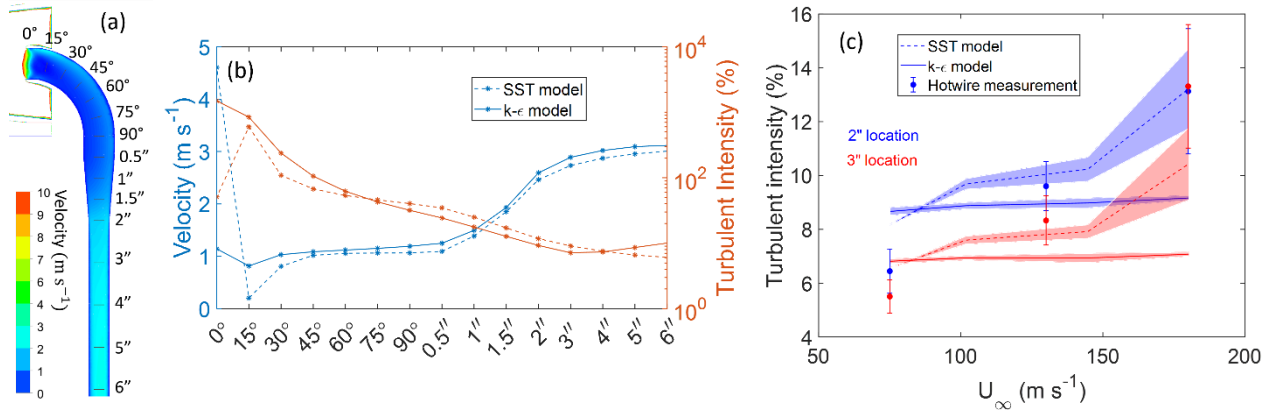 (a)
0°
15°
30°
45°
60°
75°
90°
0.5″
1″
1.5″
2″
3″
4″
5″
6″
Velocity (m s⁻¹)
10
9
8
7
6
5
4
3
2
1
0
(b)
SST model
k-ϵ model
Velocity (m s⁻¹)
5
4
3
2
1
0
Turbulent Intensity (%)
10⁴
10²
10⁰
0° 15° 30° 45° 60° 75° 90° 0.5″ 1″ 1.5″ 2″ 3″ 4″ 5″ 6″
(c)
SST model
k-ϵ model
Hotwire measurement
2" location
3" location
Turbulent intensity (%)
16
14
12
10
8
6
4
50 100 150 200
U∞ (m s⁻¹)